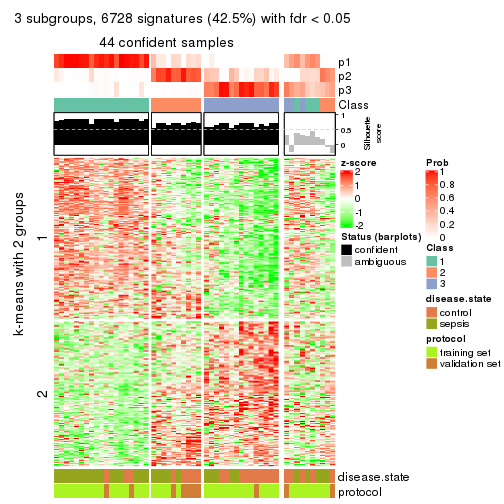 3 subgroups, 6728 signatures (42.5%) with fdr < 0.05
44 confident samples
p1
p2
p3
Class
1
0.5
0
Silhouette
score
k-means with 2 groups
1
2
z-score
2
1
0
-1
-2
Status (barplots)
confident
ambiguous
Prob
1
0.8
0.6
0.4
0.2
0
Class
1
2
3
disease.state
control
sepsis
protocol
training set
validation set
disease.state
protocol